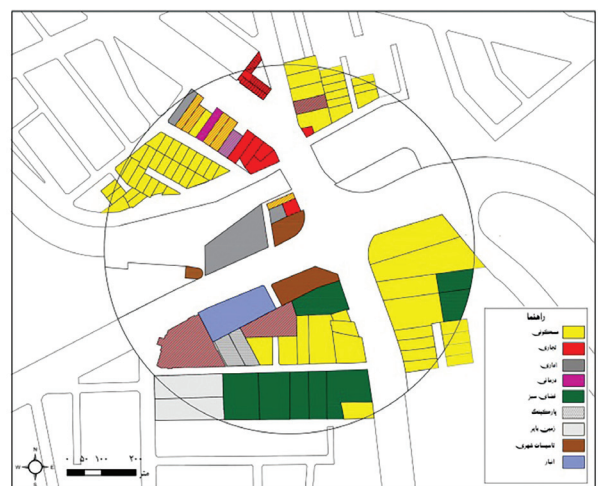 راهنما
مسکونی
تجاری
اداری
درمانی
فضای سبز
پارکینگ
زمین بایر
تاسیسات شهری
انبار
N
W E
S
۰ ۵۰ ۱۰۰ ۲۰۰
متر